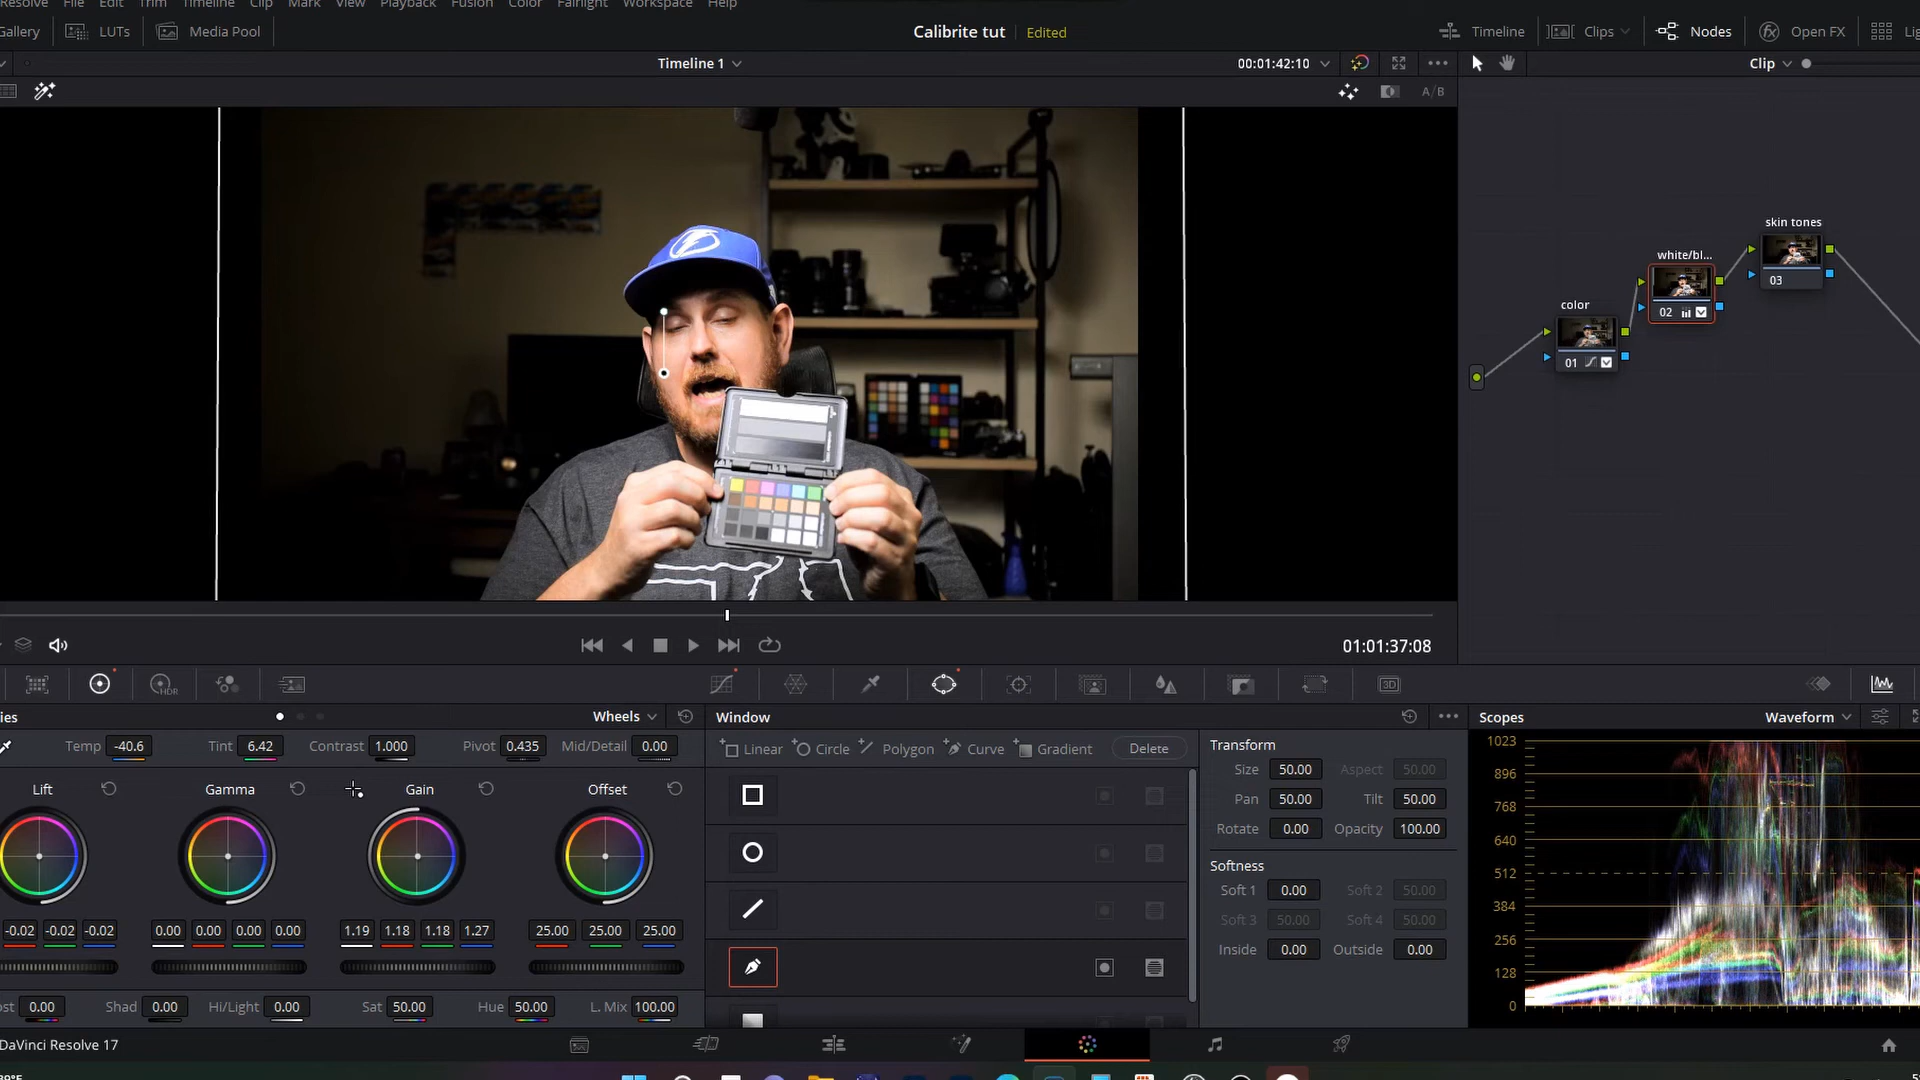 Resolve File Edit Trim Timeline Clip Mark View Playback Fusion Color Fairlight Workspace Help
Gallery LUTs Media Pool Calibrite tut Edited Timeline Clips Nodes Open FX
Timeline 1 00:01:42:10 Clip
A/B
skin tones
white/bl...
03
color
02
01
01:01:37:08
HDR 3D
Wheels Window Scopes Waveform
Temp -40.6 Tint 6.42 Contrast 1.000 Pivot 0.435 Mid/Detail 0.00
Linear Circle Polygon Curve Gradient Delete
Transform
Size 50.00 Aspect 50.00
Pan 50.00 Tilt 50.00
Rotate 0.00 Opacity 100.00
Softness
Soft 1 0.00 Soft 2 50.00
Soft 3 50.00 Soft 4 50.00
Inside 0.00 Outside 0.00
1023
896
768
640
512
384
256
128
0
Lift Gamma Gain Offset
-0.02 -0.02 -0.02 0.00 0.00 0.00 0.00 1.19 1.18 1.18 1.27 25.00 25.00 25.00
0.00 Shad 0.00 Hi/Light 0.00 Sat 50.00 Hue 50.00 L. Mix 100.00
DaVinci Resolve 17